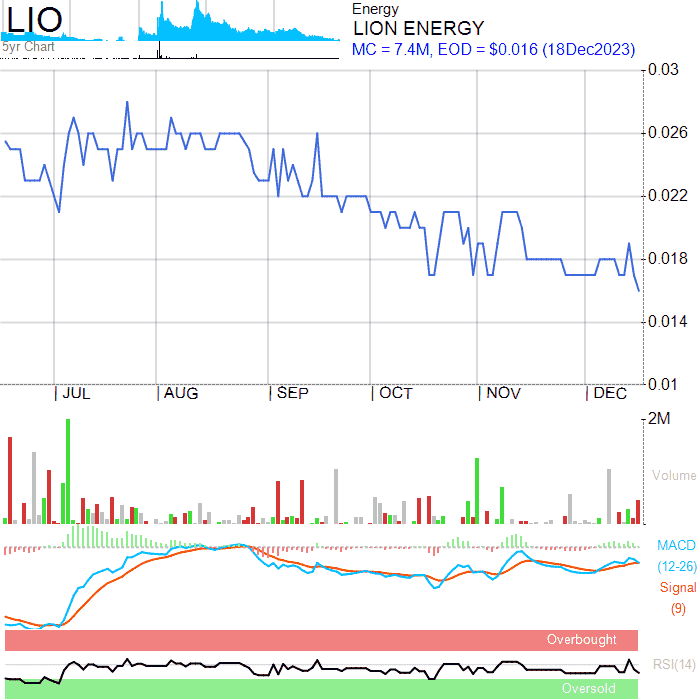 LIO
5yr Chart
Energy
LION ENERGY
MC = 7.4M, EOD = $0.016 (18Dec2023)
0.03
0.026
0.022
0.018
0.014
0.01
JUL AUG SEP OCT NOV DEC
2M
Volume
MACD
(12-26)
Signal
(9)
Overbought
RSI(14)
Oversold